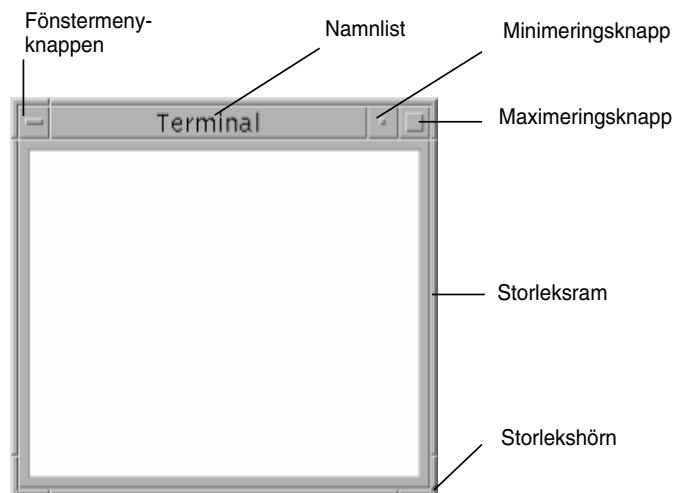 Fönstermeny-
knappen
Namnlist
Minimeringsknapp
Terminal
Maximeringsknapp
Storleksram
Storlekshörn